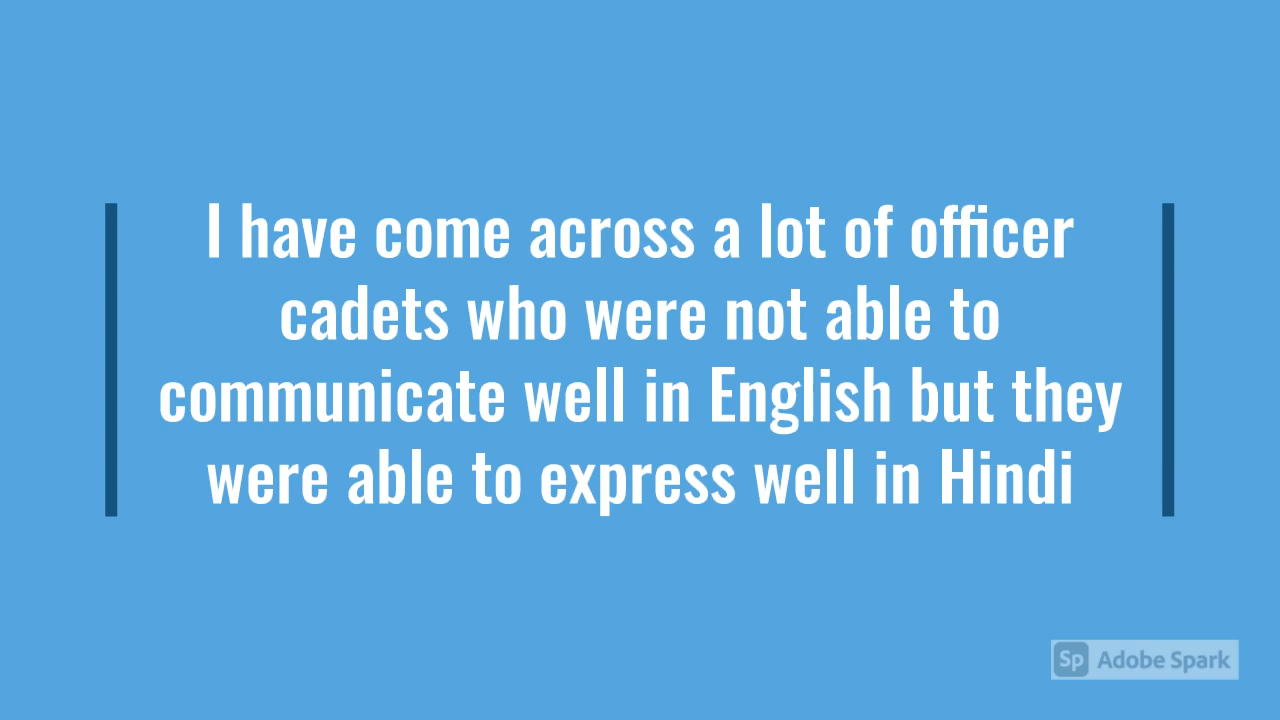 I have come across a lot of officer
cadets who were not able to
communicate well in English but they
were able to express well in Hindi
Sp Adobe Spark